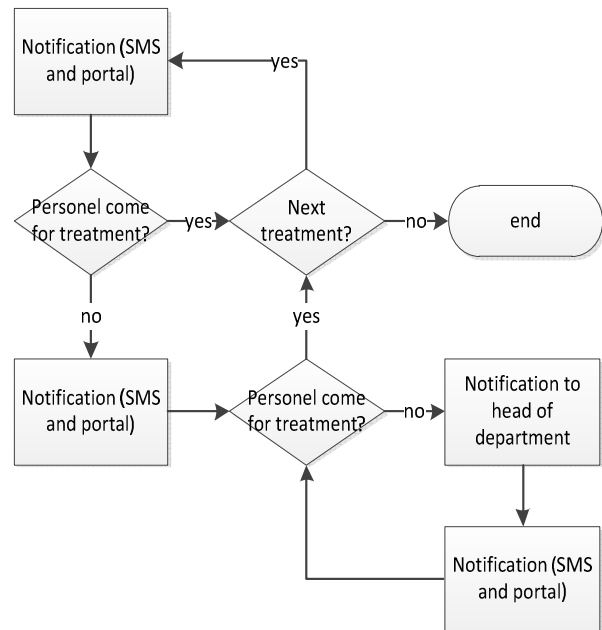 Notification (SMS
and portal)
yes
Personel come
for treatment?
yes
Next
treatment?
no
end
no
yes
Notification (SMS
and portal)
Personel come
for treatment?
no
Notification to
head of
department
Notification (SMS
and portal)